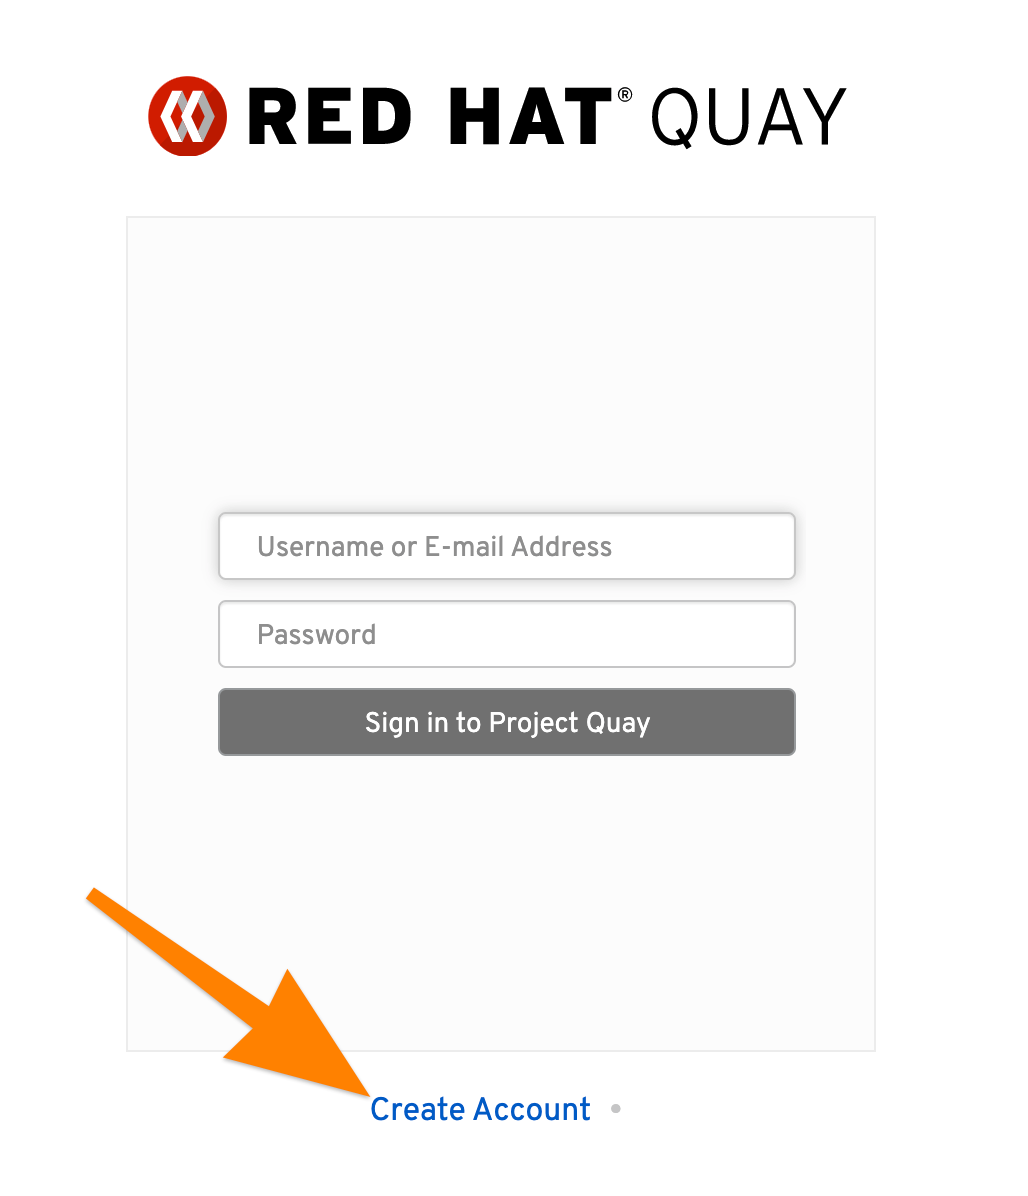 RED HAT® QUAY
Username or E-mail Address
Password
Sign in to Project Quay
Create Account